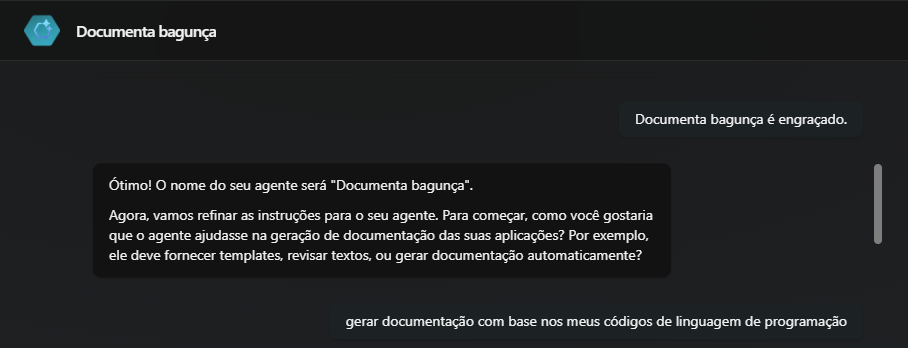 Documenta bagunça
Documenta bagunça é engraçado.
Ótimo! O nome do seu agente será "Documenta bagunça".
Agora, vamos refinar as instruções para o seu agente. Para começar, como você gostaria
que o agente ajudasse na geração de documentação das suas aplicações? Por exemplo,
ele deve fornecer templates, revisar textos, ou gerar documentação automaticamente?
gerar documentação com base nos meus códigos de linguagem de programação